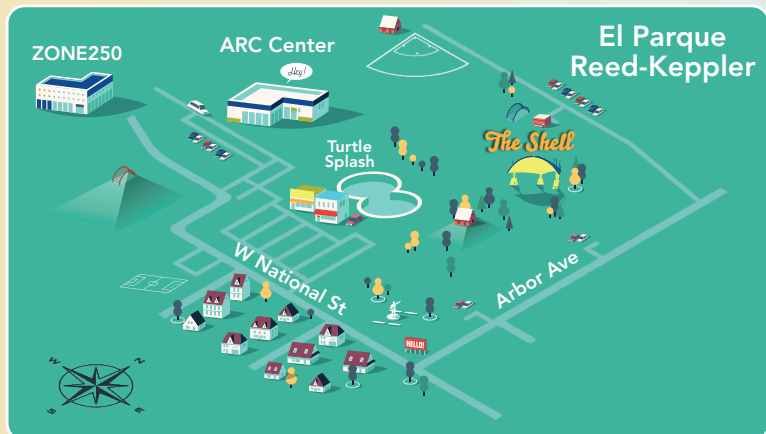 ZONE250
ARC Center
Hey!
El Parque
Reed-Keppler
The Shell
Turtle
Splash
W National St
Arbor Ave
HELLO!
W
N
S
E